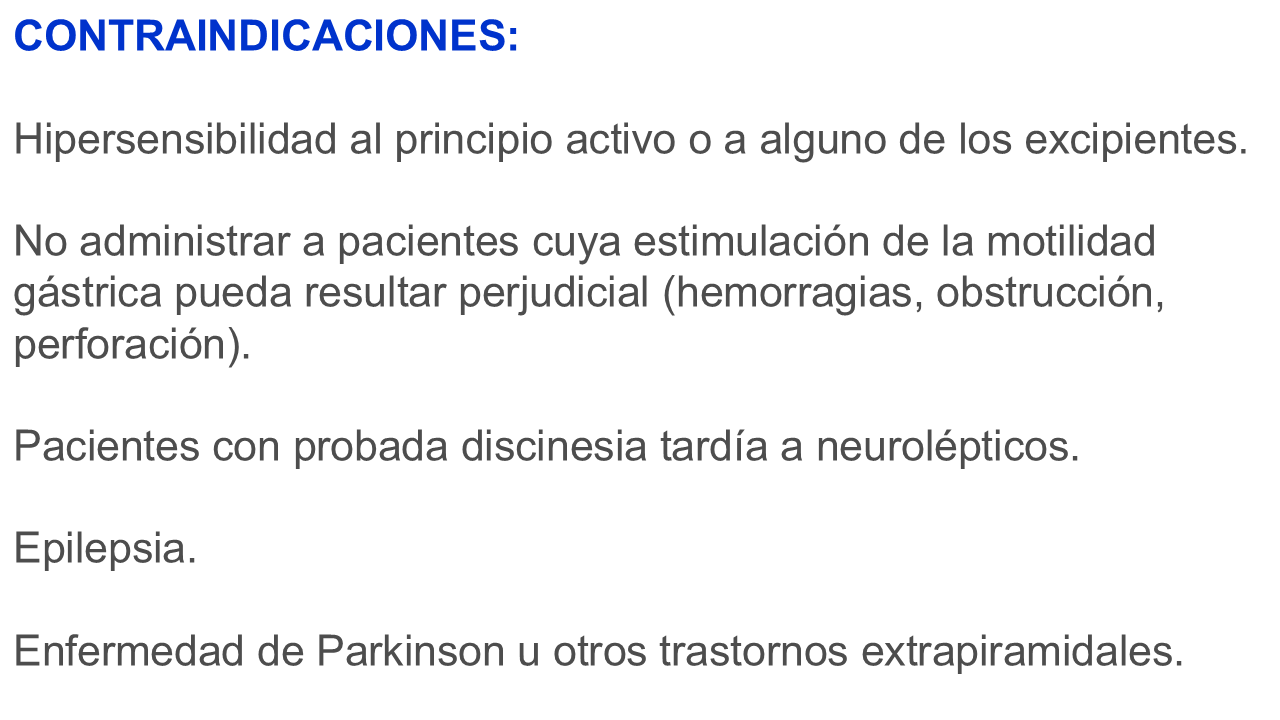 CONTRAINDICACIONES:
Hipersensibilidad al principio activo o a alguno de los excipientes.
No administrar a pacientes cuya estimulación de la motilidad
gástrica pueda resultar perjudicial (hemorragias, obstrucción,
perforación).
Pacientes con probada discinesia tardía a neurolépticos.
Epilepsia.
Enfermedad de Parkinson u otros trastornos extrapiramidales.